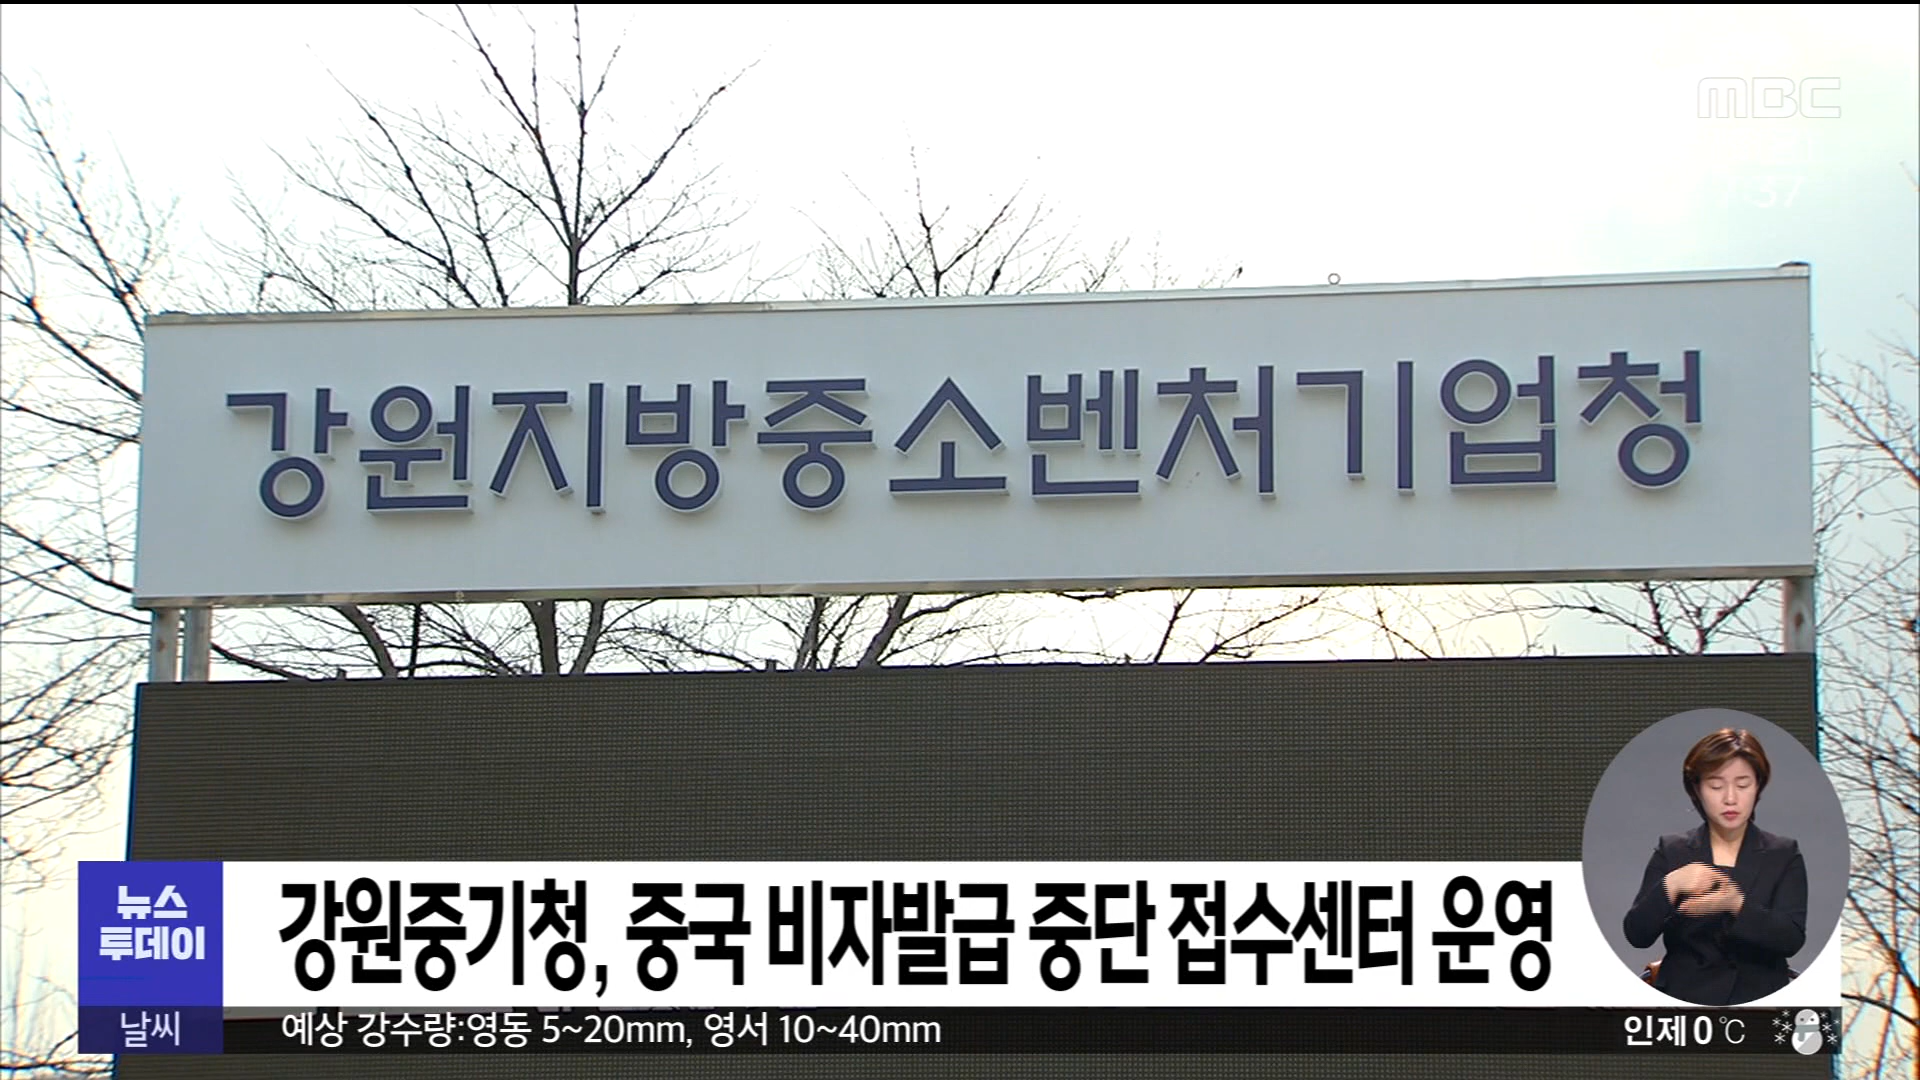 MBC
7:37
강원지방중소벤처기업청
뉴스
투데이
강원중기청, 중국 비자발급 중단 접수센터 운영
날씨
예상 강수량:영동 5~20mm, 영서 10~40mm
인제 0℃